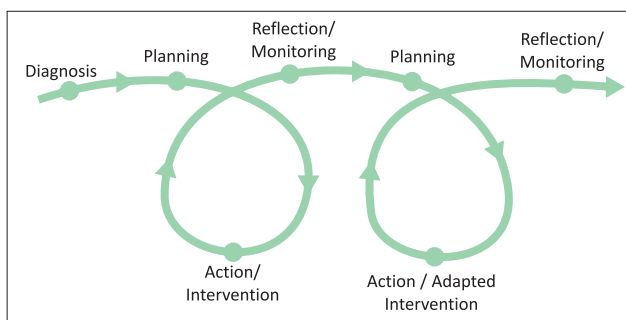 Diagnosis
Planning
Reflection/
Monitoring
Planning
Reflection/
Monitoring
Action/
Intervention
Action / Adapted
Intervention